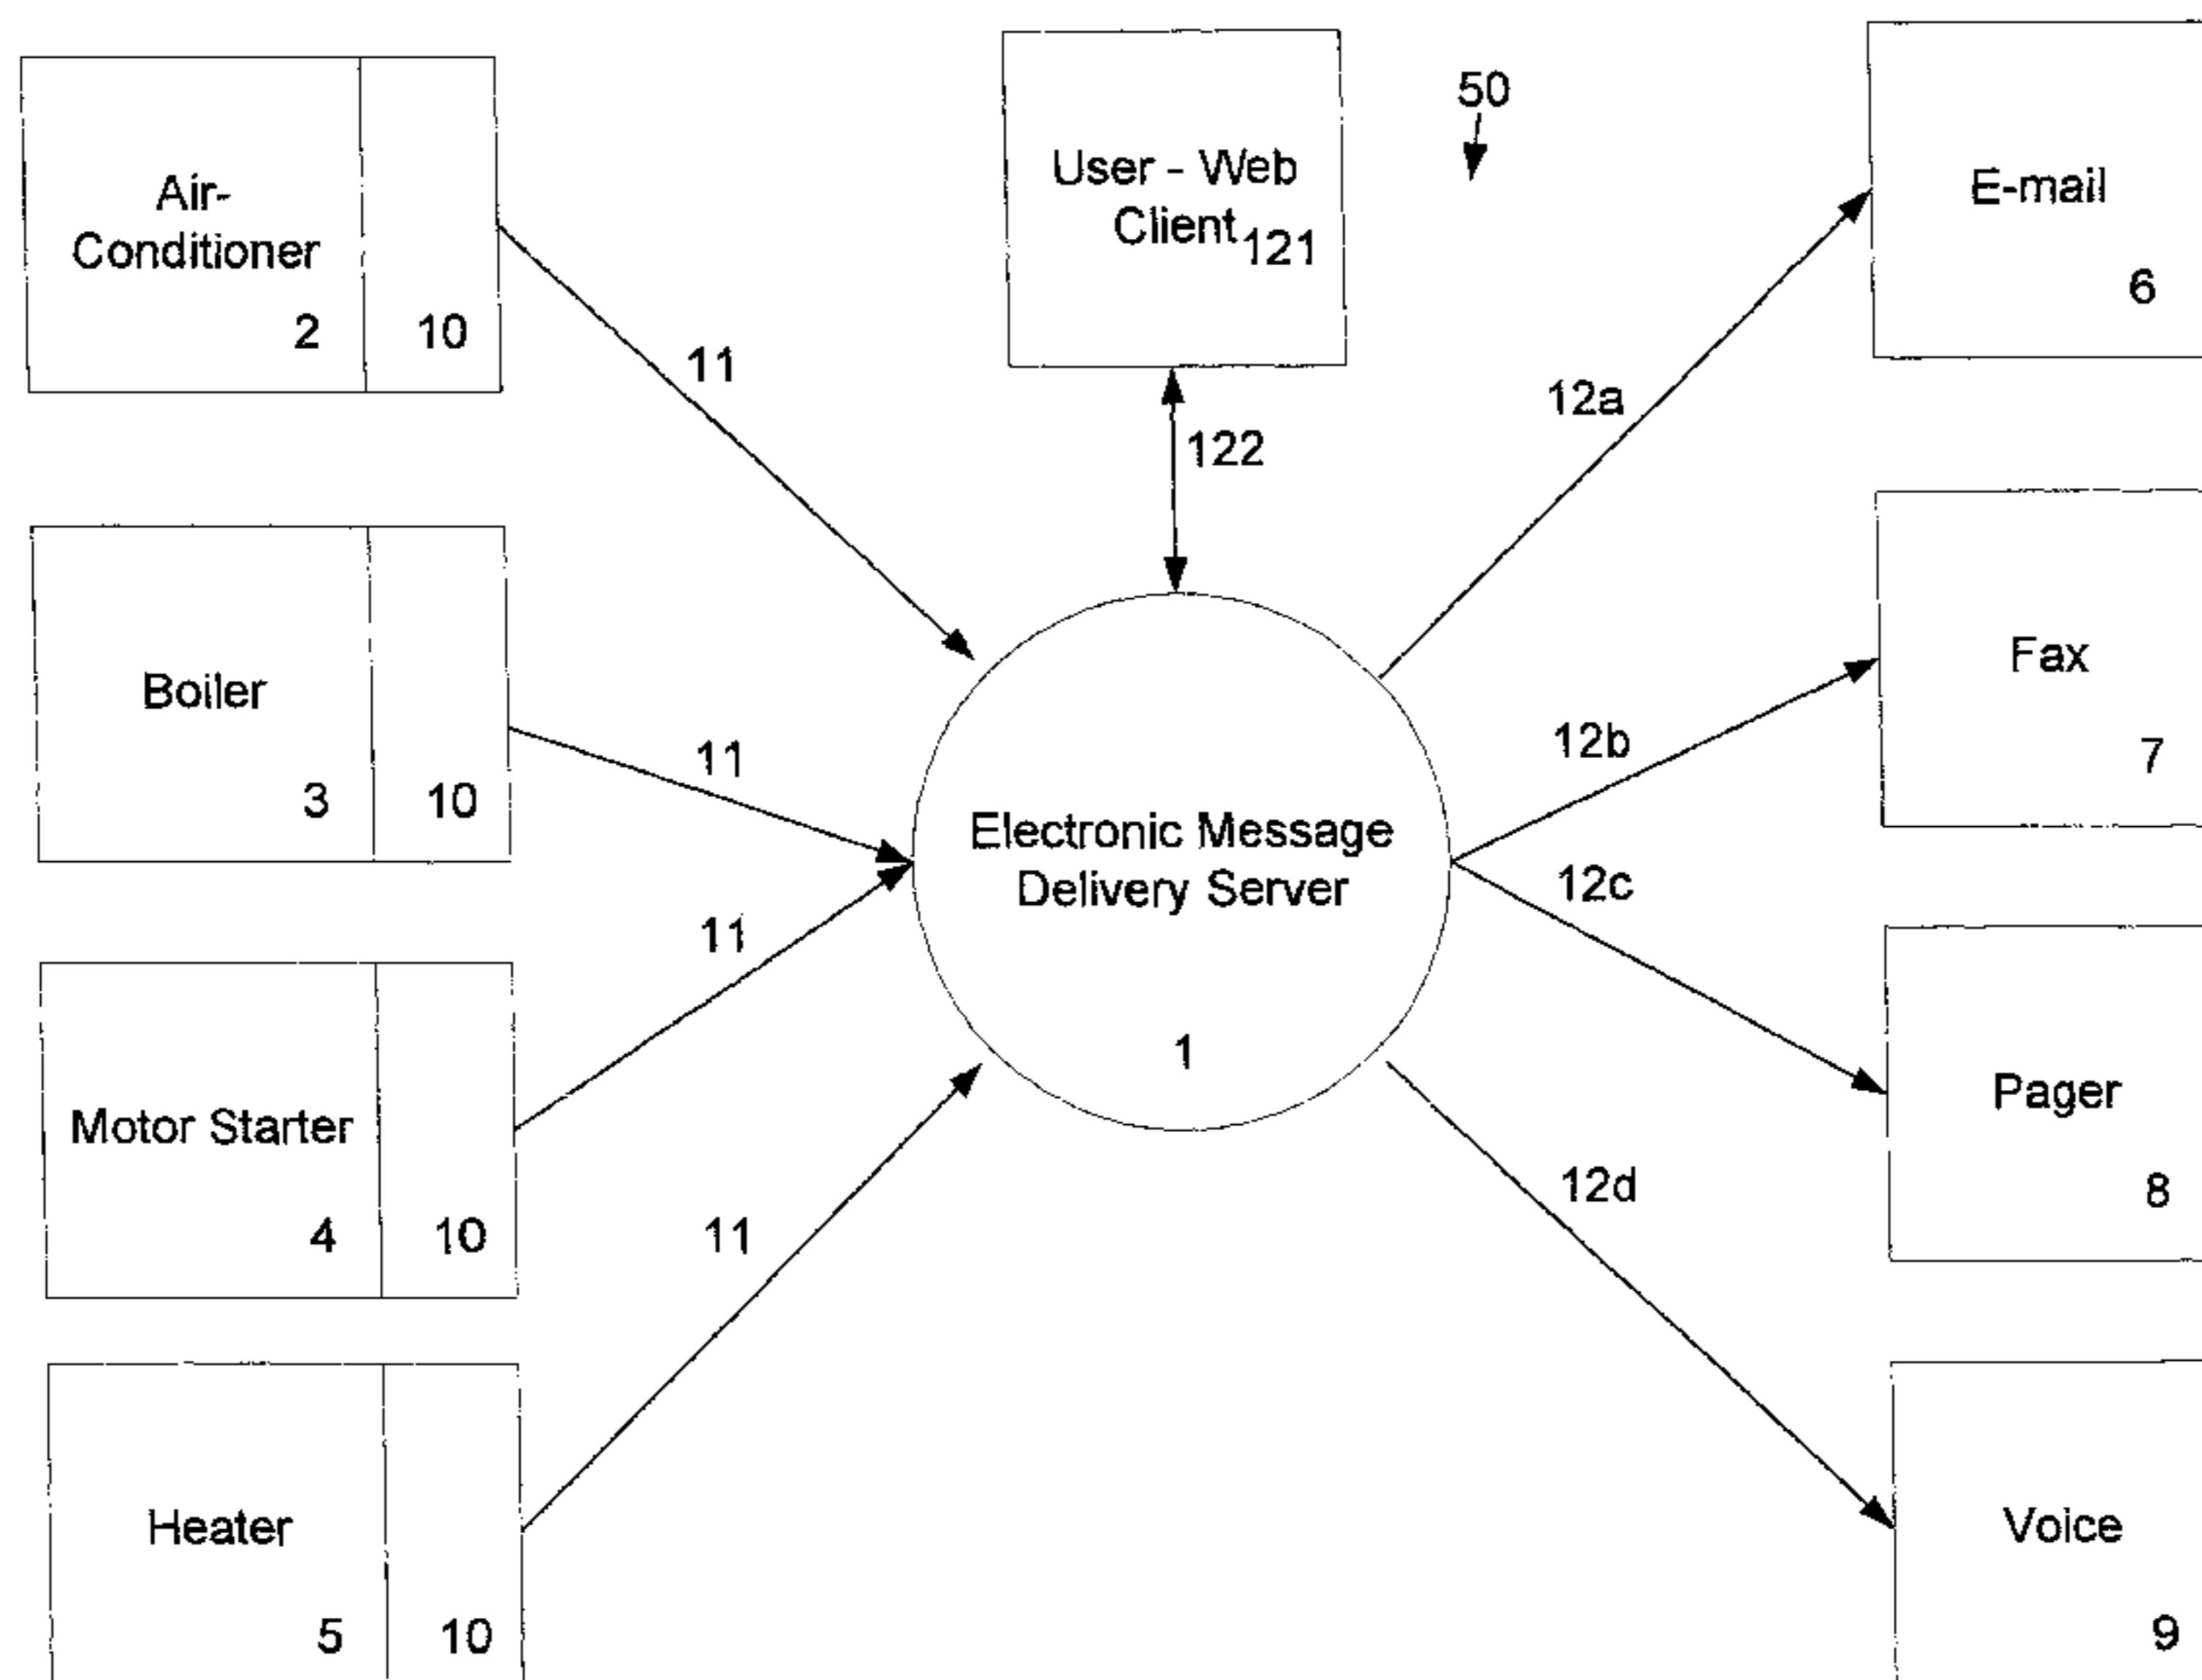 Air-
Conditioner
2
10
11
User - Web
Client
121
50
E-mail
6
12a
122
Boiler
3
10
11
Fax
7
12b
Electronic Message
Delivery Server
1
12c
Motor Starter
4
10
11
Pager
8
12d
Heater
5
10
11
Voice
9